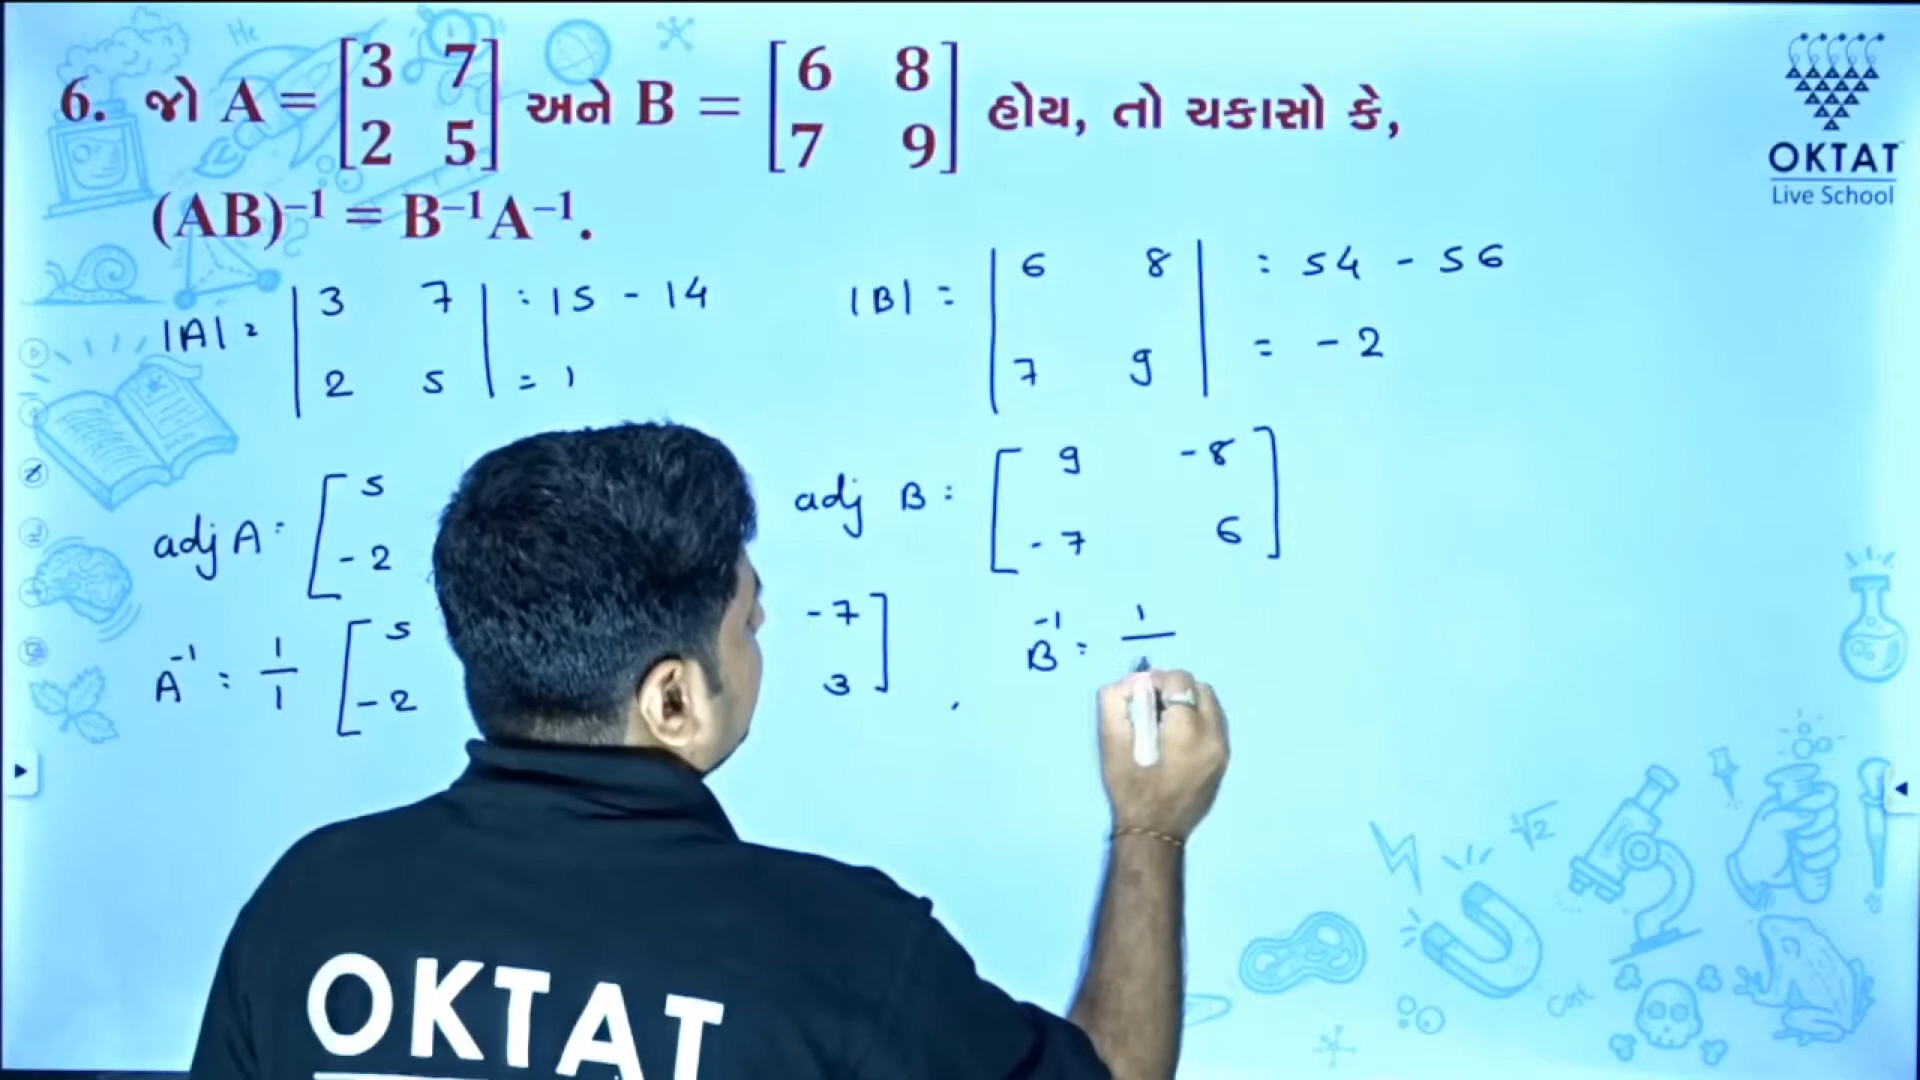 6. જો A = [3 7 અને B = [6 8 હોય, તો ચકાસો કે,
2 5] 7 9]
(AB)⁻¹ = B⁻¹A⁻¹.
OKTAT
Live School
|A| = | 3 7 | : 15 - 14
2 5 | = 1
|B| = | 6 8 | : 54 - 56
7 9 | = -2
adj A : [ 5
-2
adj B : [ 9 -8
-7 6 ]
A⁻¹ : 1/1 [ 5 -7
-2 3 ] ,
B⁻¹ : 1
OKTAT